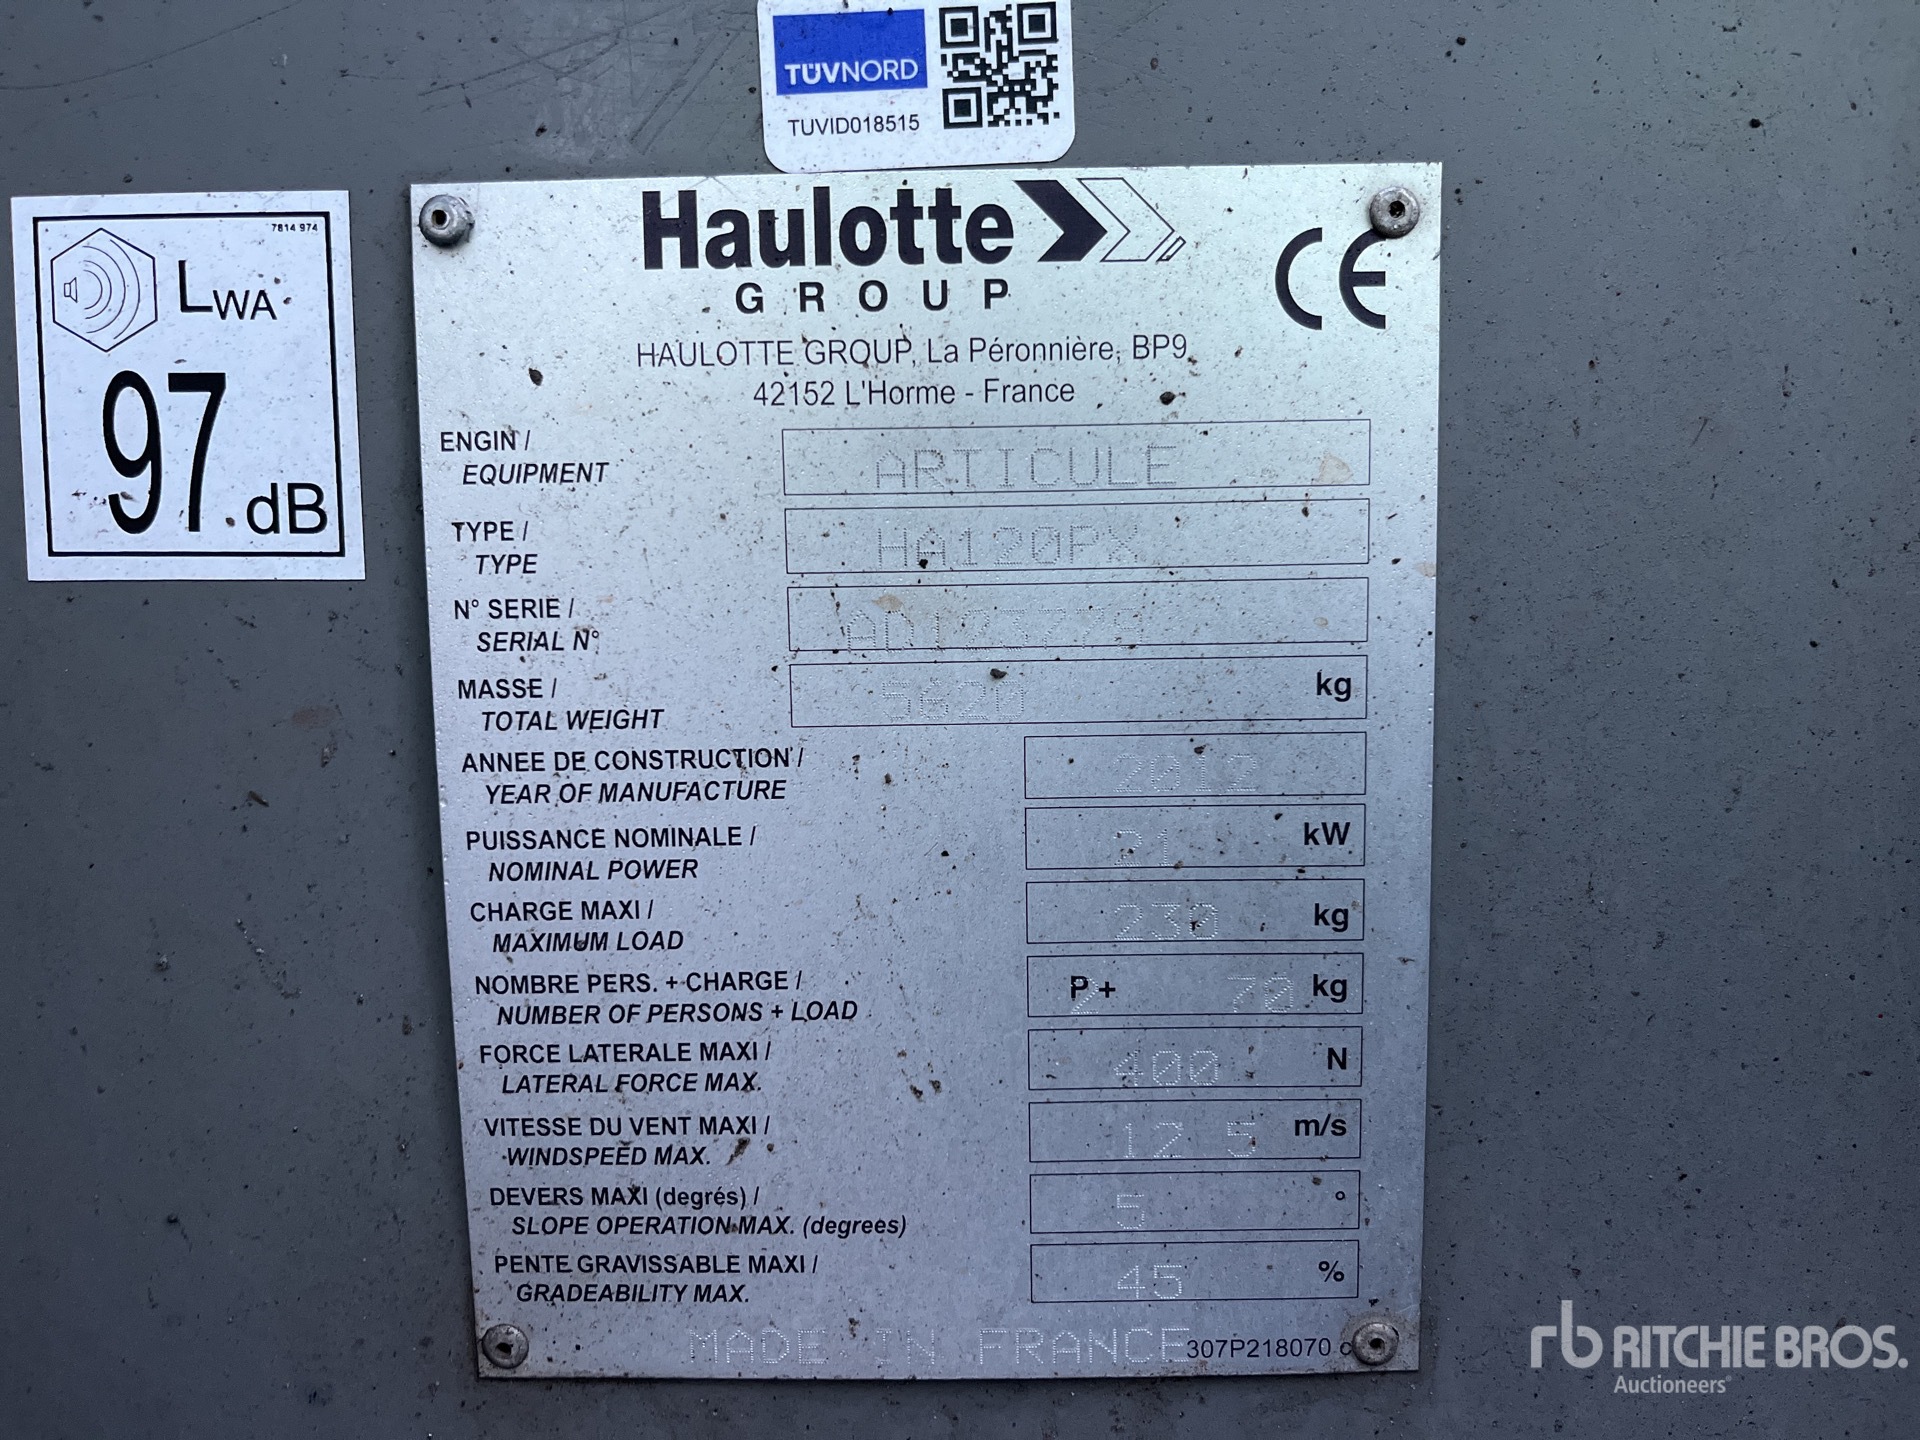 TÜVNORD
TUVID018515
7814 974
LWA
97 dB
Haulotte
GROUP
CE
HAULOTTE GROUP, La Péronnière, BP9
42152 L'Horme - France
ENGIN /
EQUIPMENT
ARTICULE
TYPE /
TYPE
HA120PX
N° SERIE /
SERIAL N°
AD123779
MASSE /
TOTAL WEIGHT
5620 kg
ANNEE DE CONSTRUCTION /
YEAR OF MANUFACTURE
2012
PUISSANCE NOMINALE /
NOMINAL POWER
21 kW
CHARGE MAXI /
MAXIMUM LOAD
230 kg
NOMBRE PERS. + CHARGE /
NUMBER OF PERSONS + LOAD
2 P + 70 kg
FORCE LATERALE MAXI /
LATERAL FORCE MAX.
400 N
VITESSE DU VENT MAXI /
WINDSPEED MAX.
12 5 m/s
DEVERS MAXI (degrés) /
SLOPE OPERATION MAX. (degrees)
5 °
PENTE GRAVISSABLE MAXI /
GRADEABILITY MAX.
45 %
MADE IN FRANCE
307P218070 c
rb RITCHIE BROS.
Auctioneers